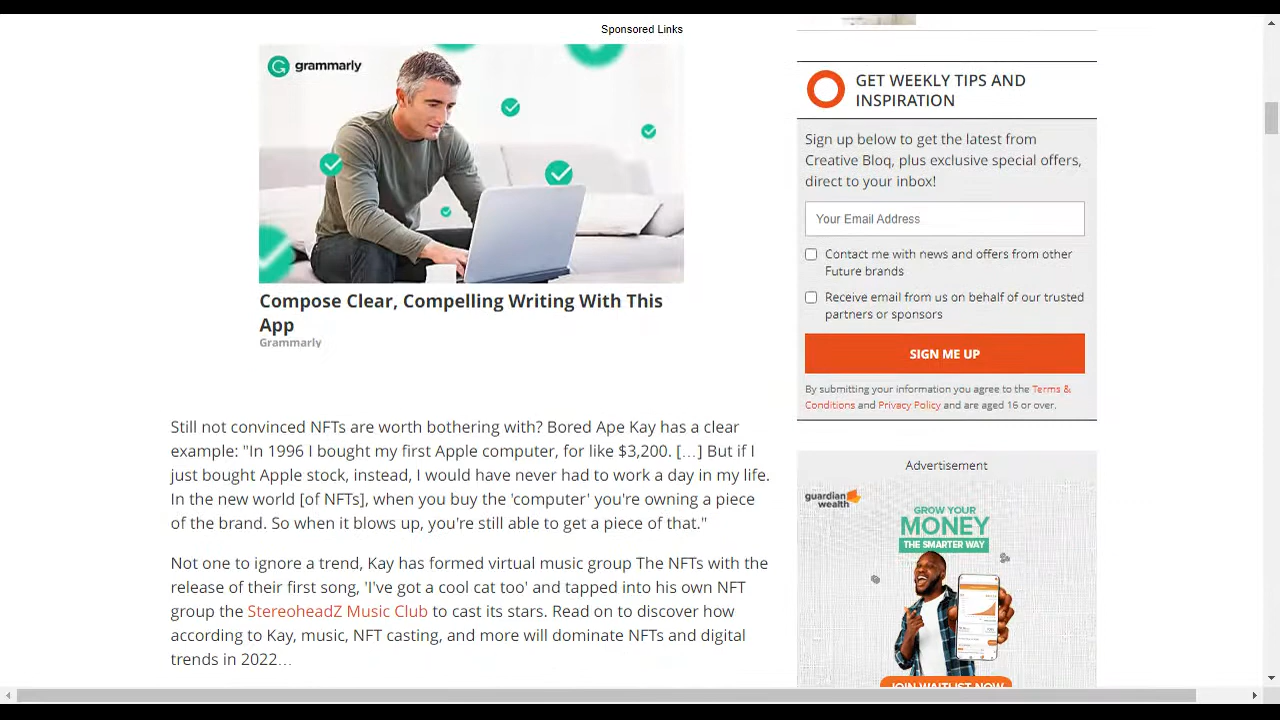 Sponsored Links
grammarly
Compose Clear, Compelling Writing With This
App
Grammarly
Still not convinced NFTs are worth bothering with? Bored Ape Kay has a clear
example: "In 1996 I bought my first Apple computer, for like $3,200. […] But if I
just bought Apple stock, instead, I would have never had to work a day in my life.
In the new world [of NFTs], when you buy the 'computer' you're owning a piece
of the brand. So when it blows up, you're still able to get a piece of that."
Not one to ignore a trend, Kay has formed virtual music group The NFTs with the
release of their first song, 'I've got a cool cat too' and tapped into his own NFT
group the StereoheadZ Music Club to cast its stars. Read on to discover how
according to Kay, music, NFT casting, and more will dominate NFTs and digital
trends in 2022…
GET WEEKLY TIPS AND
INSPIRATION
Sign up below to get the latest from
Creative Bloq, plus exclusive special offers,
direct to your inbox!
Your Email Address
Contact me with news and offers from other
Future brands
Receive email from us on behalf of our trusted
partners or sponsors
SIGN ME UP
By submitting your information you agree to the Terms &
Conditions and Privacy Policy and are aged 16 or over.
Advertisement
guardian
wealth
GROW YOUR
MONEY
THE SMARTER WAY
JOIN WAITLIST NOW